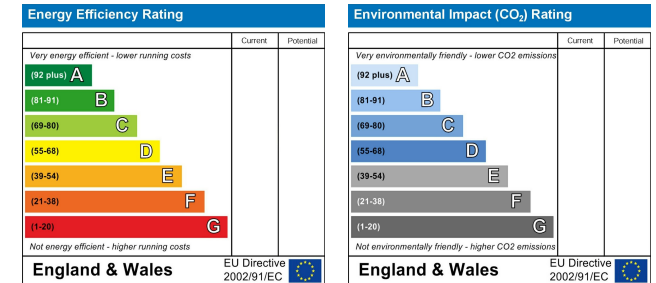 Energy Efficiency Rating
Current Potential
Very energy efficient - lower running costs
(92 plus) A
(81-91) B
(69-80) C
(55-68) D
(39-54) E
(21-38) F
(1-20) G
Not energy efficient - higher running costs
England & Wales
EU Directive
2002/91/EC
Environmental Impact (CO₂) Rating
Current Potential
Very environmentally friendly - lower CO2 emissions
(92 plus) A
(81-91) B
(69-80) C
(55-68) D
(39-54) E
(21-38) F
(1-20) G
Not environmentally friendly - higher CO2 emissions
England & Wales
EU Directive
2002/91/EC